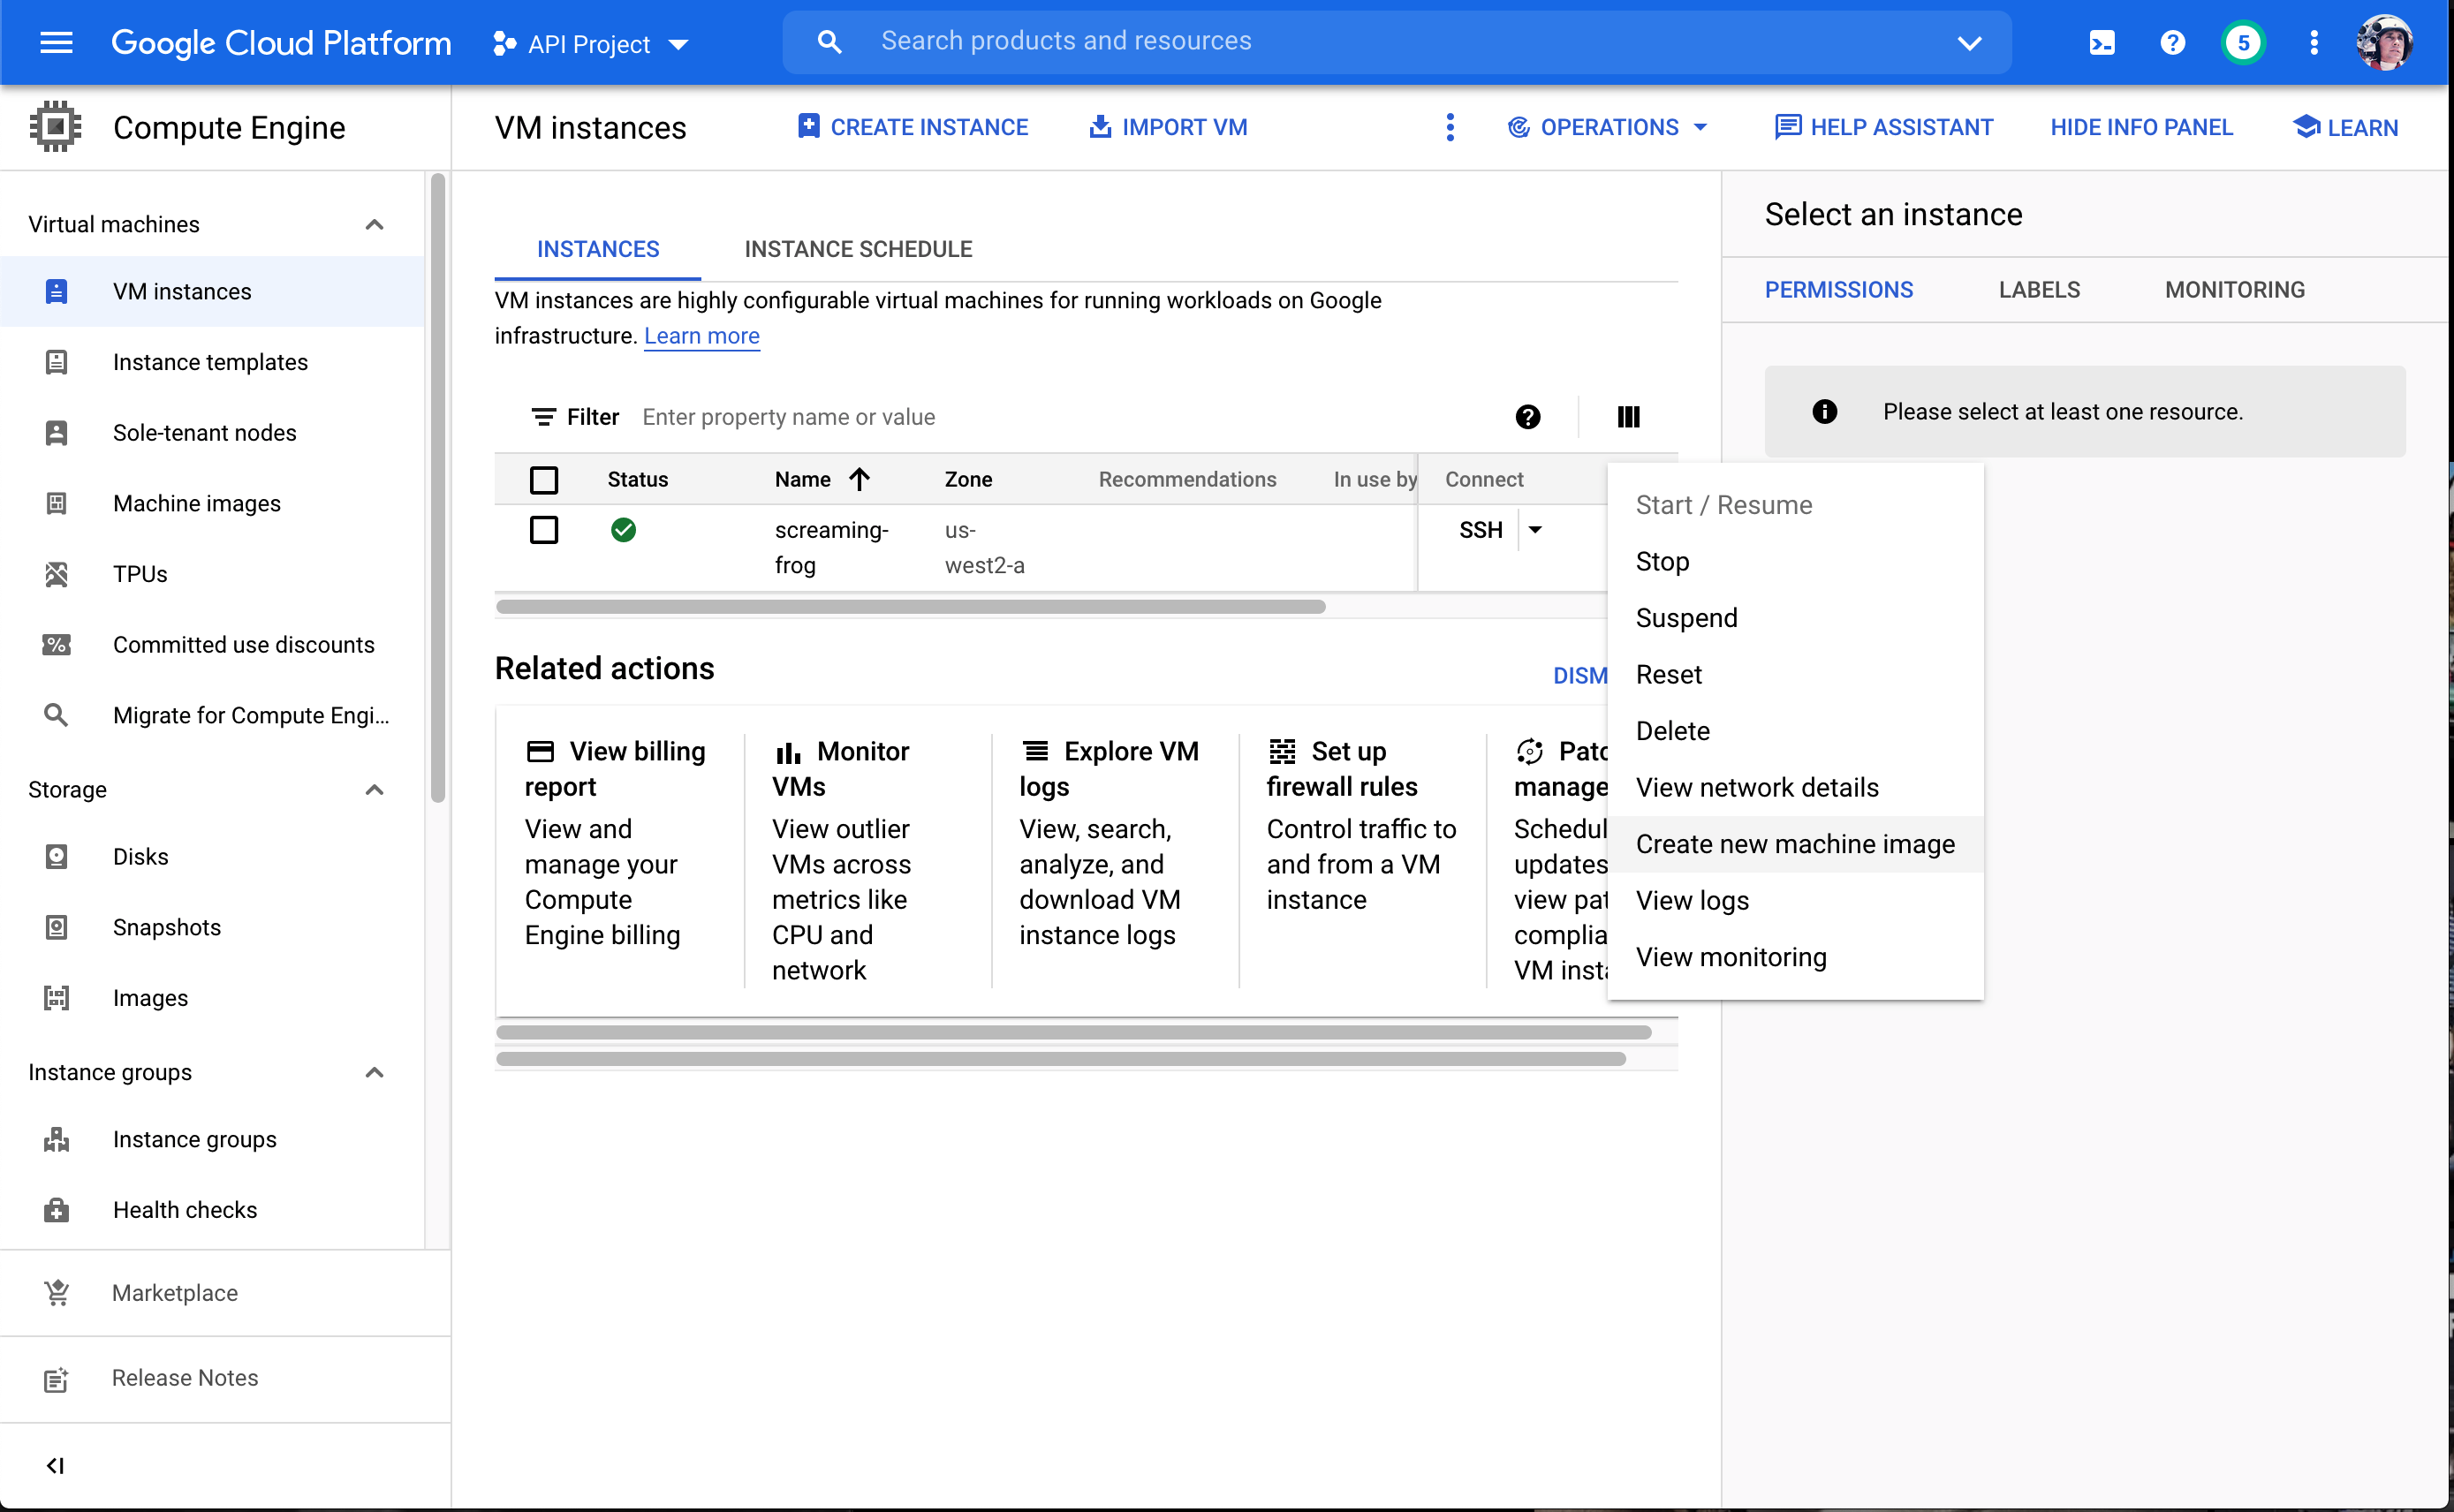 Google Cloud Platform
API Project
Search products and resources
5
Compute Engine
VM instances
CREATE INSTANCE
IMPORT VM
OPERATIONS
HELP ASSISTANT
HIDE INFO PANEL
LEARN
Virtual machines
VM instances
Instance templates
Sole-tenant nodes
Machine images
TPUs
Committed use discounts
Migrate for Compute Engi...
Storage
Disks
Snapshots
Images
Instance groups
Instance groups
Health checks
Marketplace
Release Notes
INSTANCES
INSTANCE SCHEDULE
VM instances are highly configurable virtual machines for running workloads on Google
infrastructure. Learn more
Filter
Enter property name or value
Status
Name
Zone
Recommendations
In use by
Connect
screaming-
frog
us-
west2-a
SSH
Related actions
DISM
View billing
report
View and
manage your
Compute
Engine billing
Monitor
VMs
View outlier
VMs across
metrics like
CPU and
network
Explore VM
logs
View, search,
analyze, and
download VM
instance logs
Set up
firewall rules
Control traffic to
and from a VM
instance
Patc
manage
Schedul
updates
view pat
complia
VM insta
Start / Resume
Stop
Suspend
Reset
Delete
View network details
Create new machine image
View logs
View monitoring
Select an instance
PERMISSIONS
LABELS
MONITORING
Please select at least one resource.